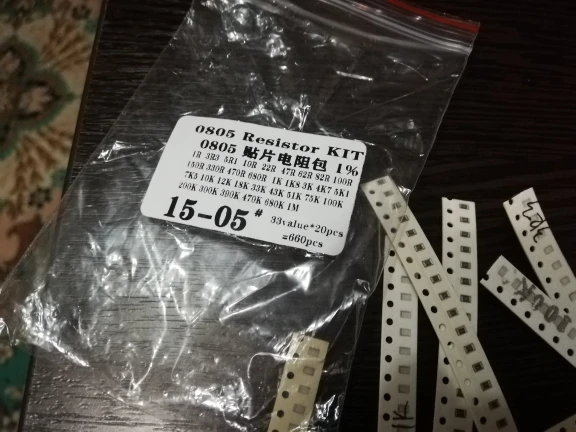 0805 Resistor KIT
0805 贴片电阻包 1%
1R 3R3 5R1 10R 22R 47R 62R 82R 100R
150R 330R 470R 680R 1K 1K8 3K 4K7 5K1
7K5 10K 12K 18K 33K 43K 51K 75K 100K
200K 300K 360K 470K 680K 1M
15-05# 33value*20pcs
=660pcs
100K